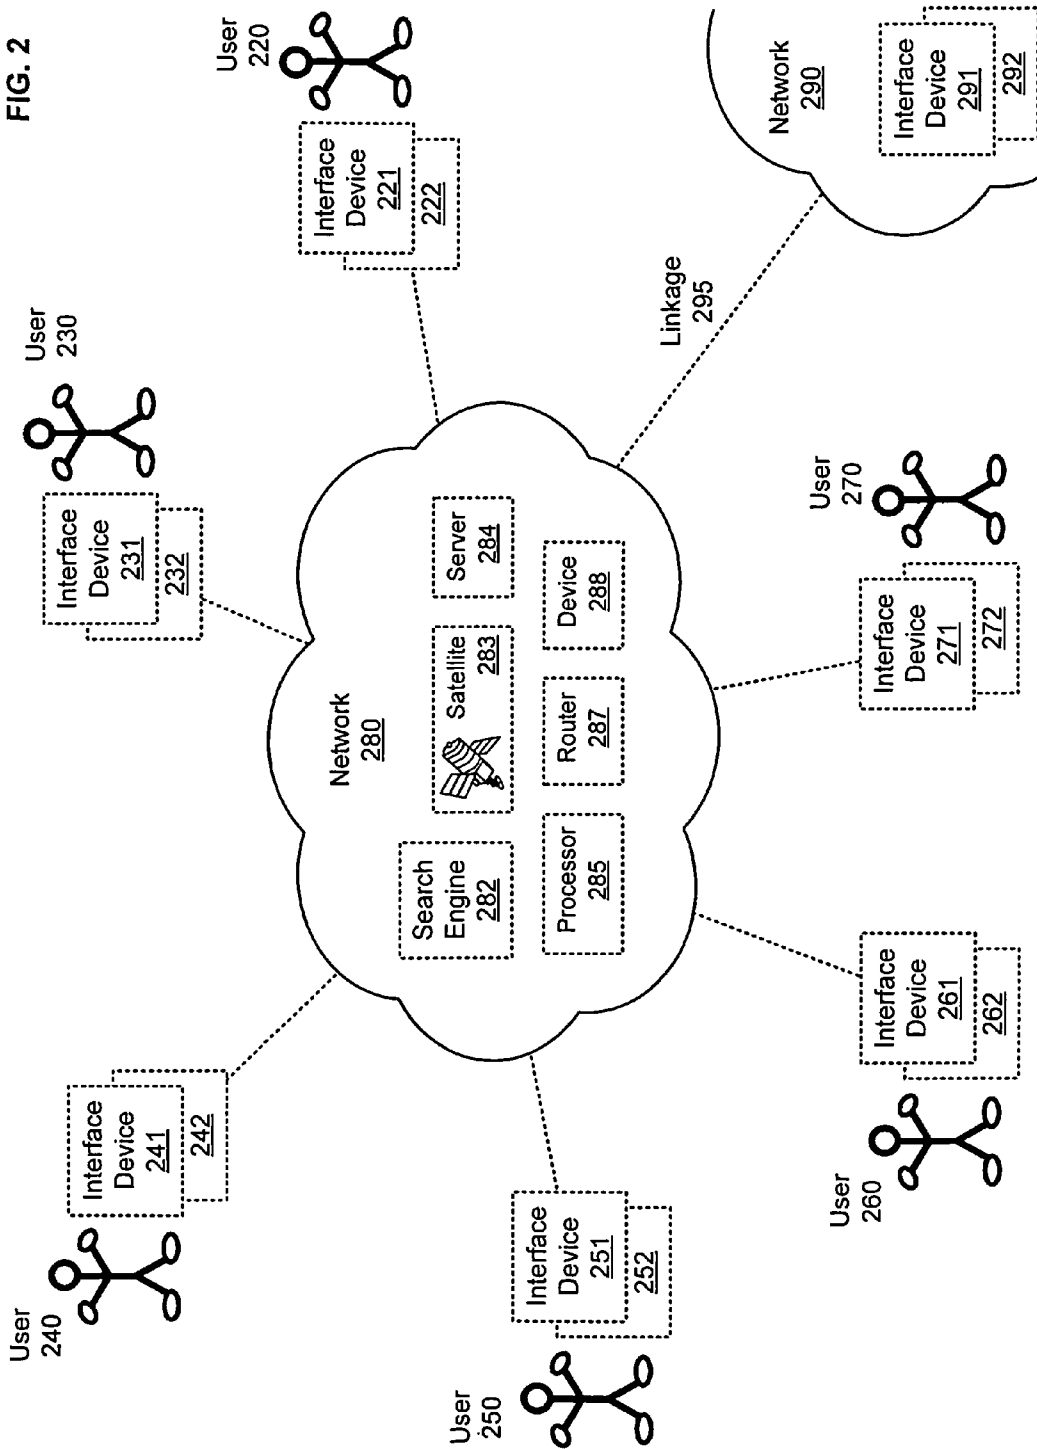 FIG. 2
User
240
Interface
Device
241
242
User
230
Interface
Device
231
232
User
220
Interface
Device
221
222
Network
280
Search
Engine
282
Satellite
283
Server
284
Processor
285
Router
287
Device
288
User
250
Interface
Device
251
252
User
260
Interface
Device
261
262
User
270
Interface
Device
271
272
Linkage
295
Network
290
Interface
Device
291
292